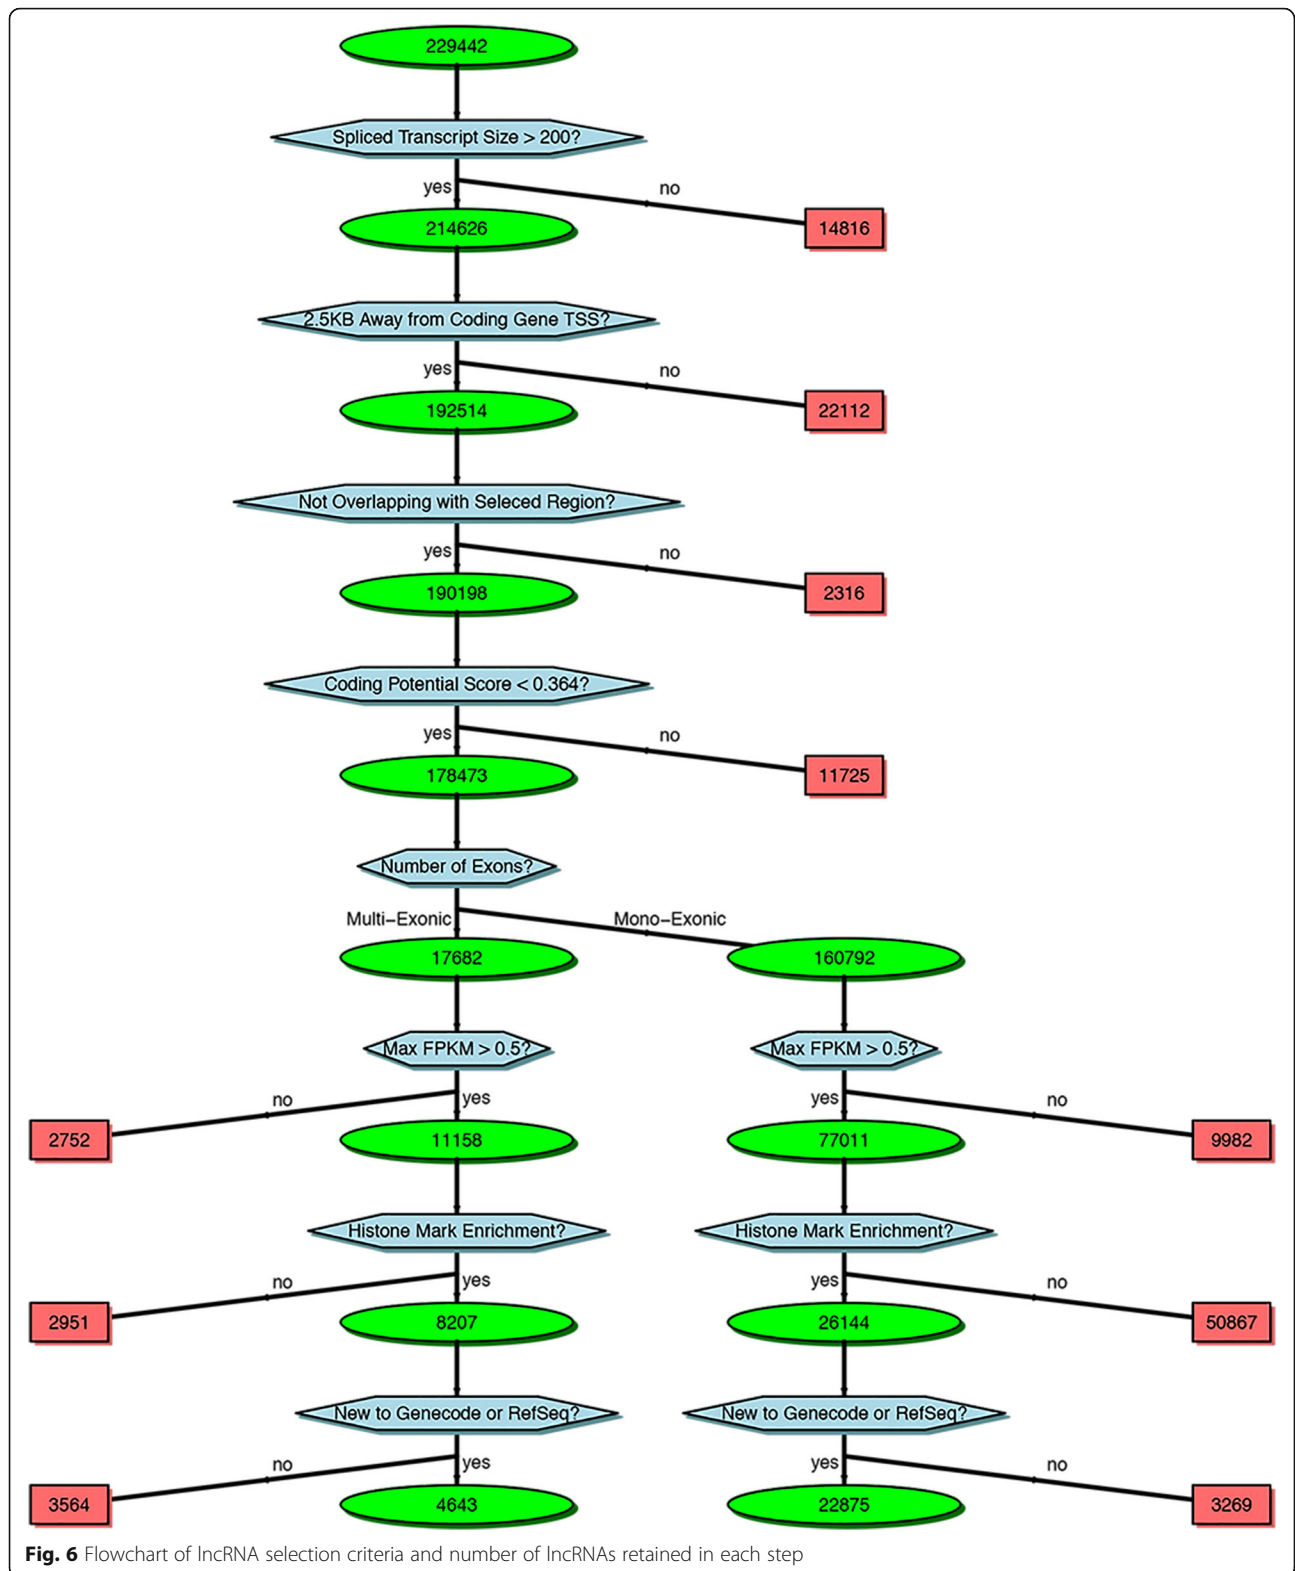 229442
Spliced Transcript Size > 200?
yes
no
214626
14816
2.5KB Away from Coding Gene TSS?
yes
no
192514
22112
Not Overlapping with Seleced Region?
yes
no
190198
2316
Coding Potential Score < 0.364?
yes
no
178473
11725
Number of Exons?
Multi–Exonic
Mono–Exonic
17682
160792
Max FPKM > 0.5?
Max FPKM > 0.5?
no
yes
yes
no
2752
11158
77011
9982
Histone Mark Enrichment?
Histone Mark Enrichment?
no
yes
yes
no
2951
8207
26144
50867
New to Genecode or RefSeq?
New to Genecode or RefSeq?
no
yes
yes
no
3564
4643
22875
3269
Fig. 6 Flowchart of lncRNA selection criteria and number of lncRNAs retained in each step